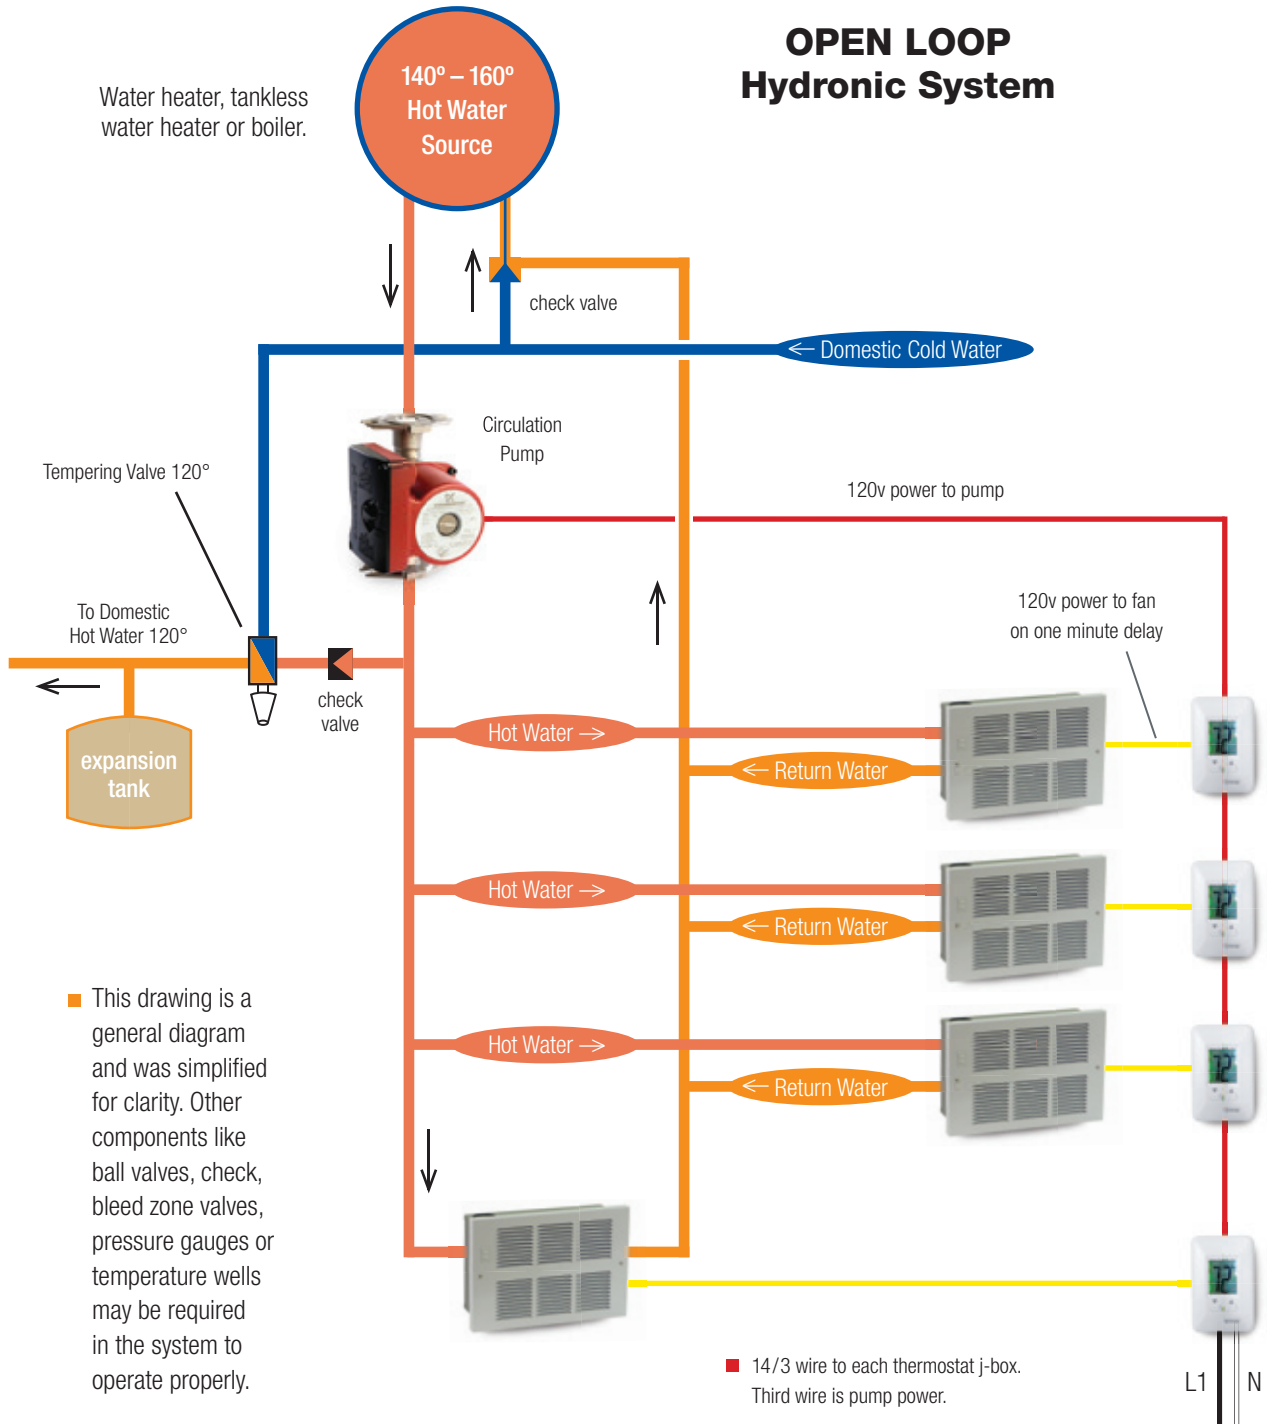 OPEN LOOP
Hydronic System
140º – 160º
Hot Water
Source
Water heater, tankless
water heater or boiler.
check valve
← Domestic Cold Water
Circulation
Pump
Tempering Valve 120°
120v power to pump
To Domestic
Hot Water 120°
120v power to fan
on one minute delay
check
valve
expansion
tank
Hot Water →
← Return Water
72
Hot Water →
← Return Water
72
Hot Water →
← Return Water
72
This drawing is a
general diagram
and was simplified
for clarity. Other
components like
ball valves, check,
bleed zone valves,
pressure gauges or
temperature wells
may be required
in the system to
operate properly.
72
14/3 wire to each thermostat j-box.
Third wire is pump power.
L1 N